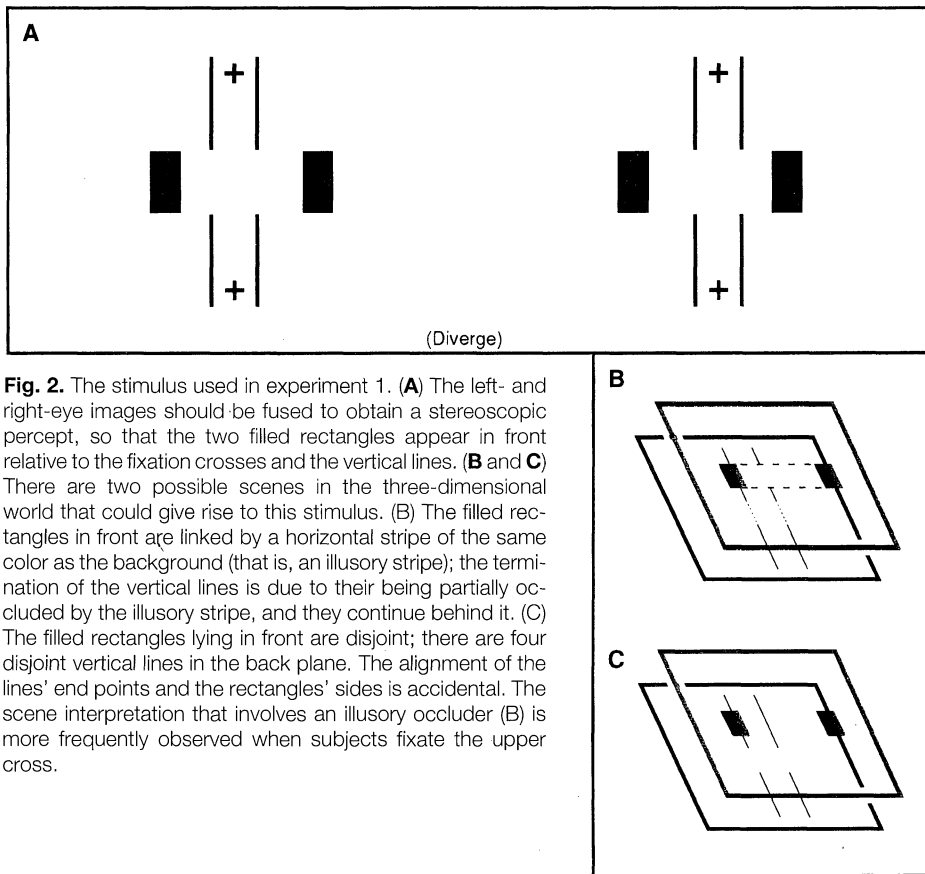 A
+ +
+ +
(Diverge)
Fig. 2. The stimulus used in experiment 1. (A) The left- and
right-eye images should be fused to obtain a stereoscopic
percept, so that the two filled rectangles appear in front
relative to the fixation crosses and the vertical lines. (B and C)
There are two possible scenes in the three-dimensional
world that could give rise to this stimulus. (B) The filled rec-
tangles in front are linked by a horizontal stripe of the same
color as the background (that is, an illusory stripe); the termi-
nation of the vertical lines is due to their being partially oc-
cluded by the illusory stripe, and they continue behind it. (C)
The filled rectangles lying in front are disjoint; there are four
disjoint vertical lines in the back plane. The alignment of the
lines' end points and the rectangles' sides is accidental. The
scene interpretation that involves an illusory occluder (B) is
more frequently observed when subjects fixate the upper
cross.
B
C